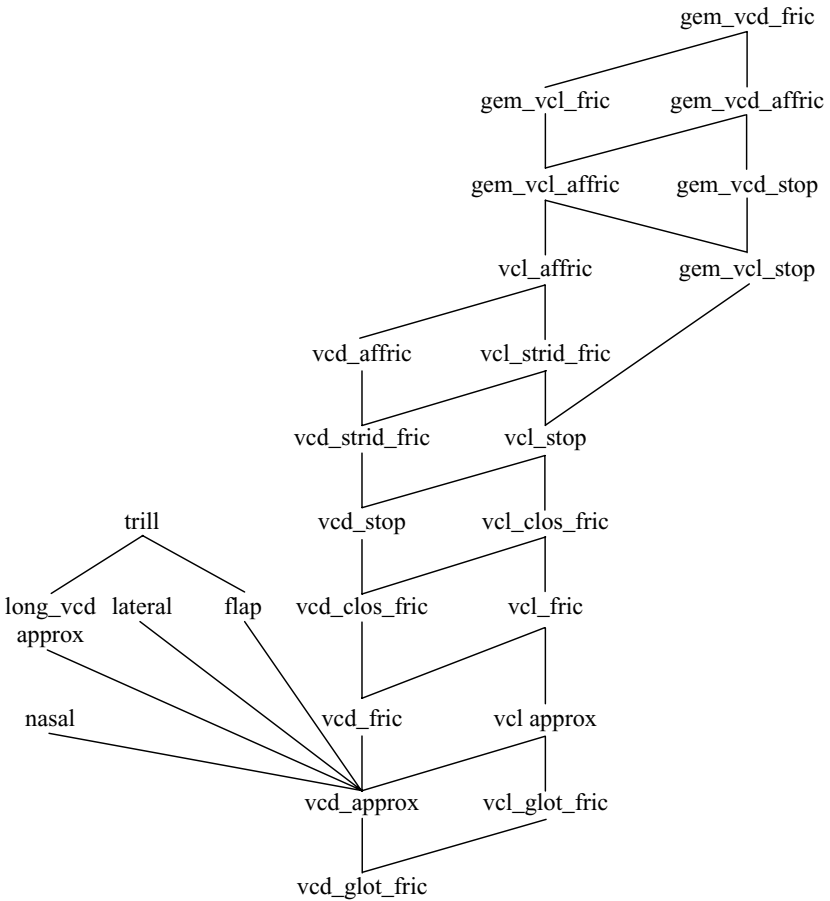 gem_vcd_fric
gem_vcl_fric gem_vcd_affric
gem_vcl_affric gem_vcd_stop
vcl_affric gem_vcl_stop
vcd_affric vcl_strid_fric
vcd_strid_fric vcl_stop
trill vcd_stop vcl_clos_fric
long_vcd lateral flap vcd_clos_fric vcl_fric
approx
nasal vcd_fric vcl approx
vcd_approx vcl_glot_fric
vcd_glot_fric